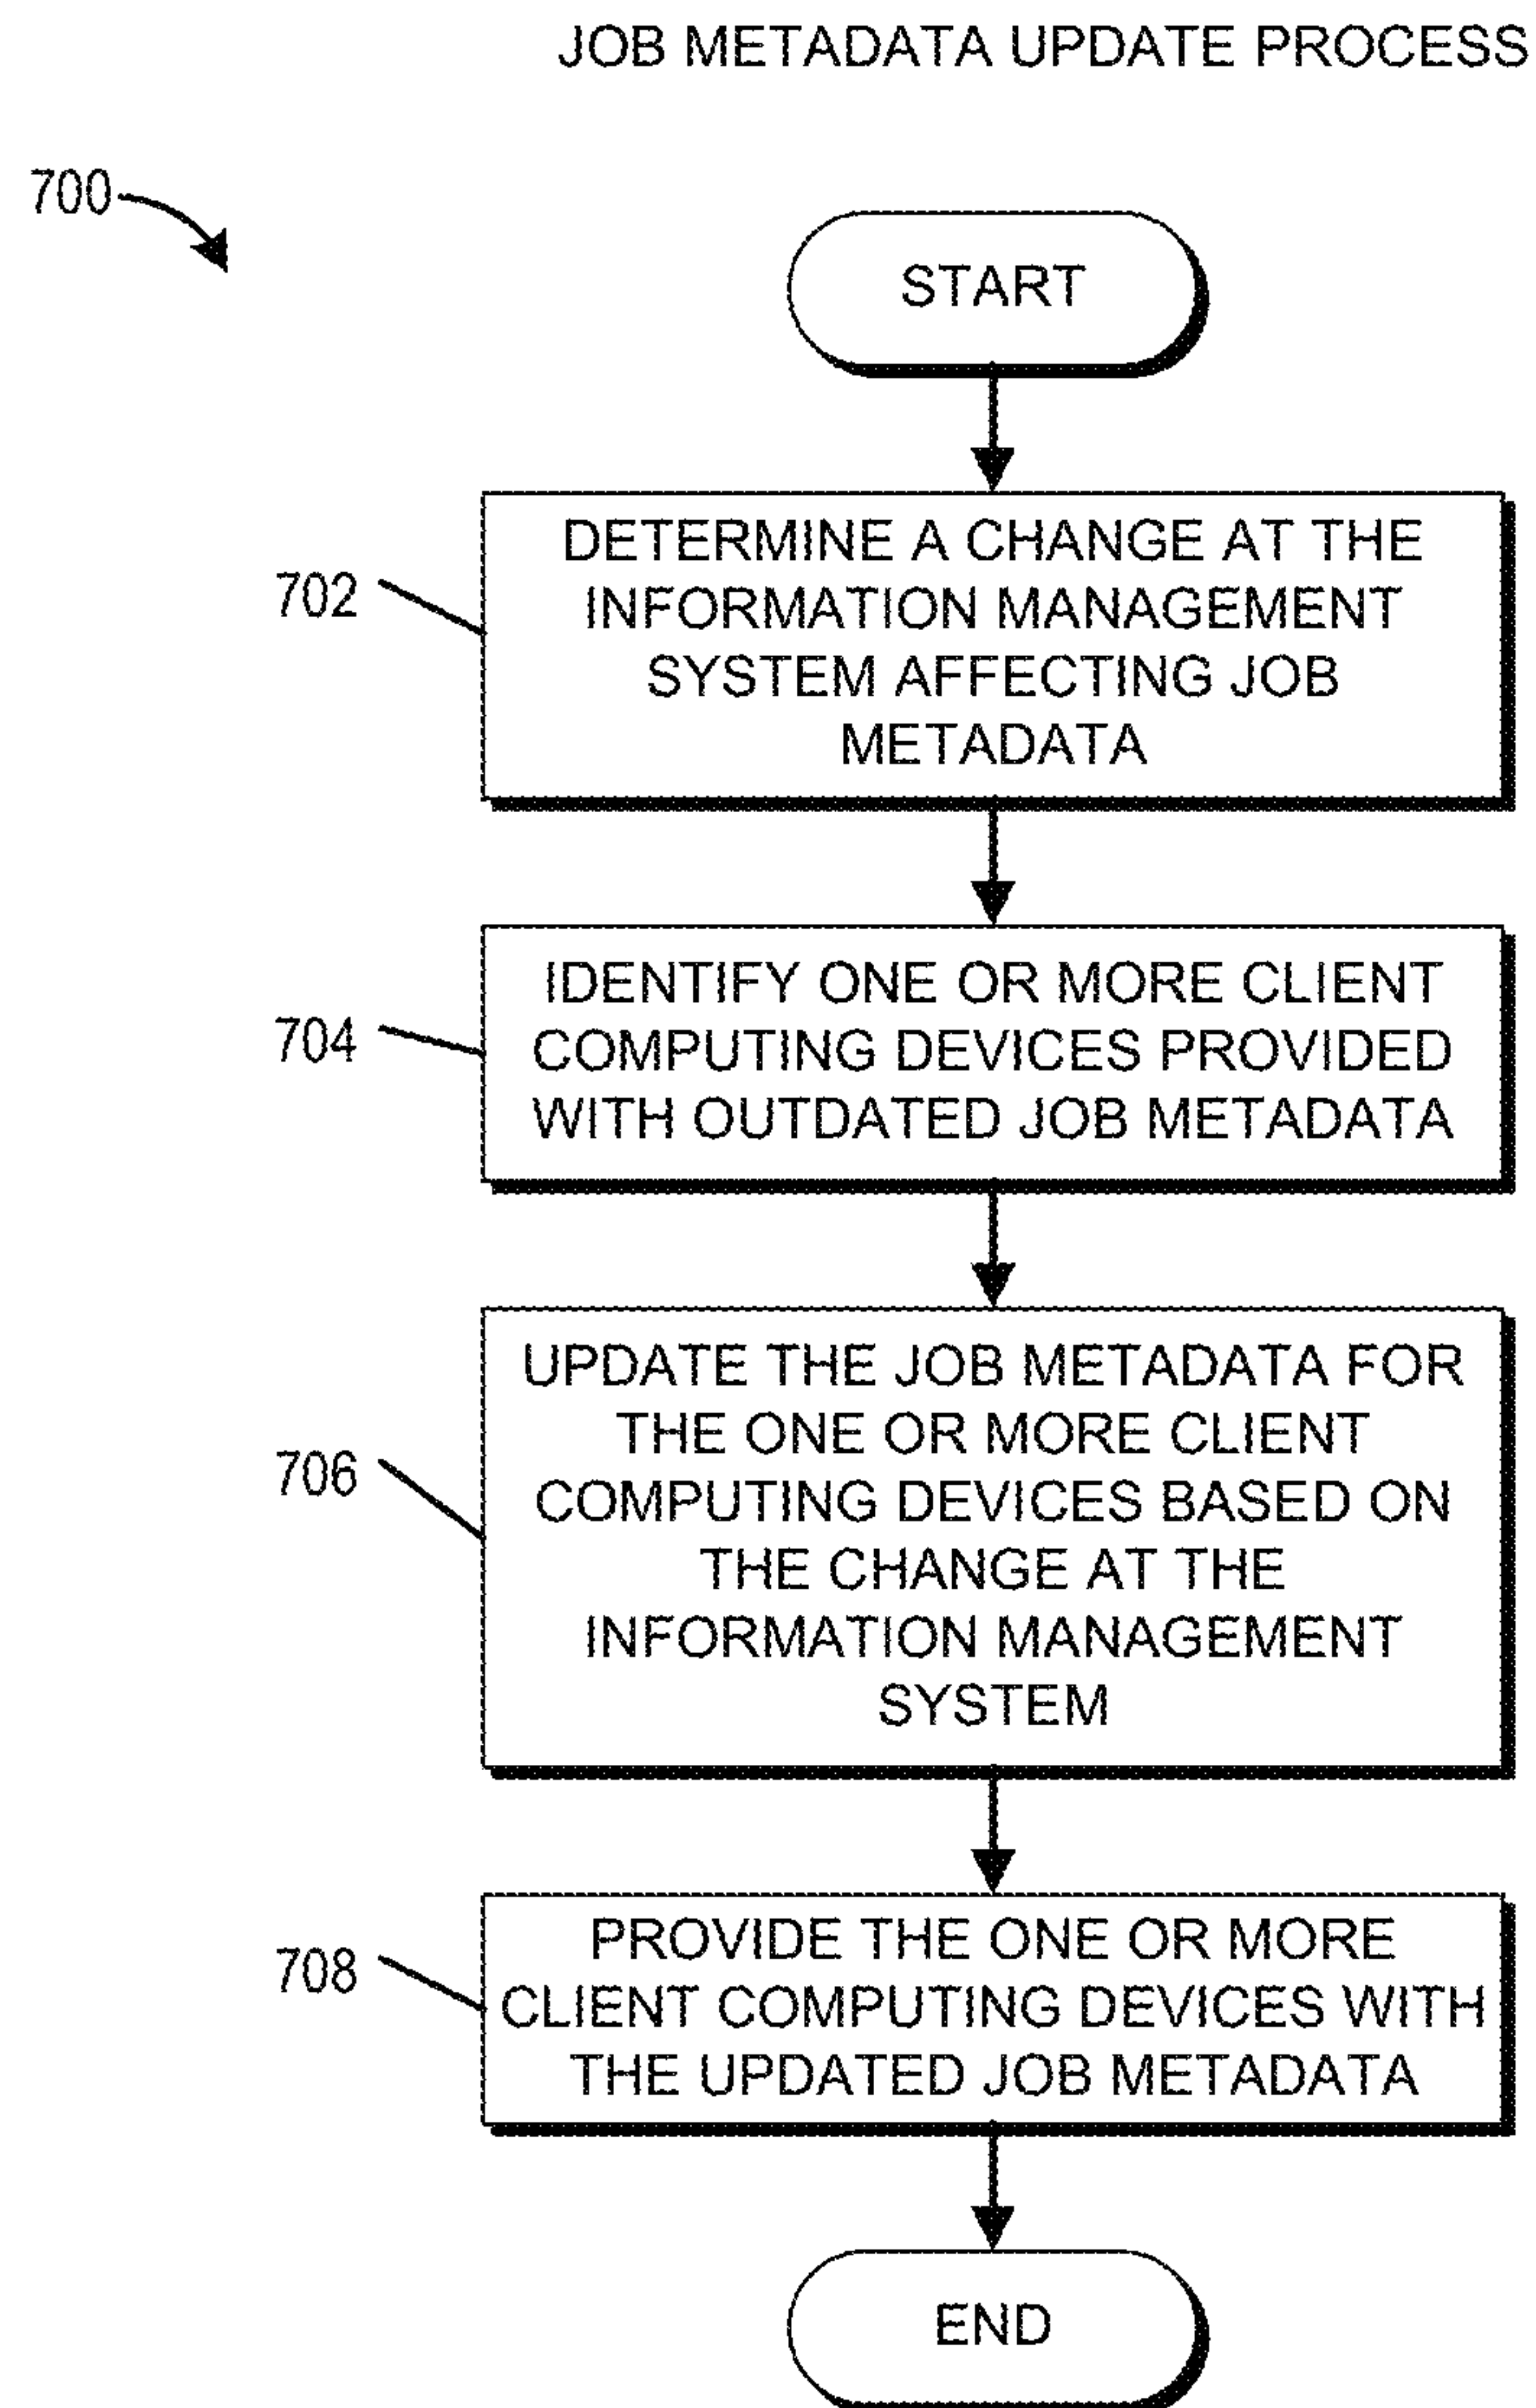 JOB METADATA UPDATE PROCESS
700
START
702
DETERMINE A CHANGE AT THE
INFORMATION MANAGEMENT
SYSTEM AFFECTING JOB
METADATA
704
IDENTIFY ONE OR MORE CLIENT
COMPUTING DEVICES PROVIDED
WITH OUTDATED JOB METADATA
706
UPDATE THE JOB METADATA FOR
THE ONE OR MORE CLIENT
COMPUTING DEVICES BASED ON
THE CHANGE AT THE
INFORMATION MANAGEMENT
SYSTEM
708
PROVIDE THE ONE OR MORE
CLIENT COMPUTING DEVICES WITH
THE UPDATED JOB METADATA
END